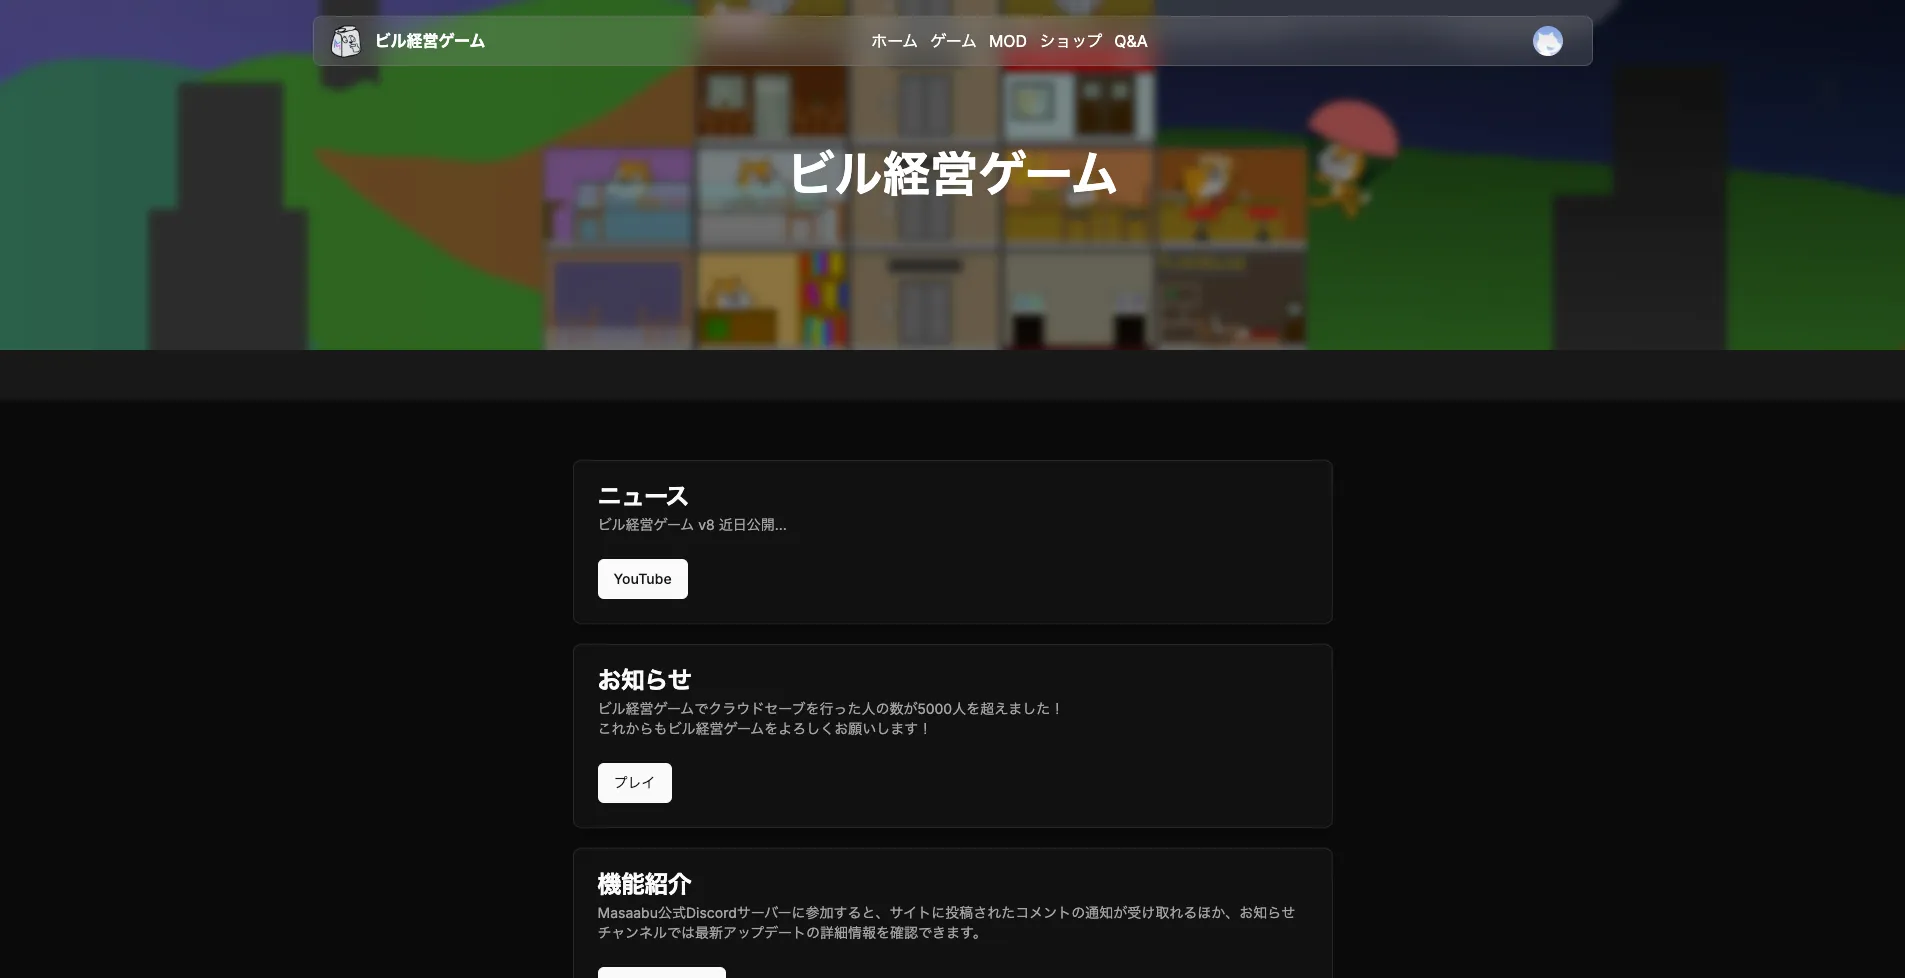 ビル経営ゲーム
ホーム ゲーム MOD ショップ Q&A
ビル経営ゲーム
ニュース
ビル経営ゲーム v8 近日公開...
YouTube
お知らせ
ビル経営ゲームでクラウドセーブを行った人の数が5000人を超えました！
これからもビル経営ゲームをよろしくお願いします！
プレイ
機能紹介
Masaabu公式Discordサーバーに参加すると、サイトに投稿されたコメントの通知が受け取れるほか、お知らせ
チャンネルでは最新アップデートの詳細情報を確認できます。